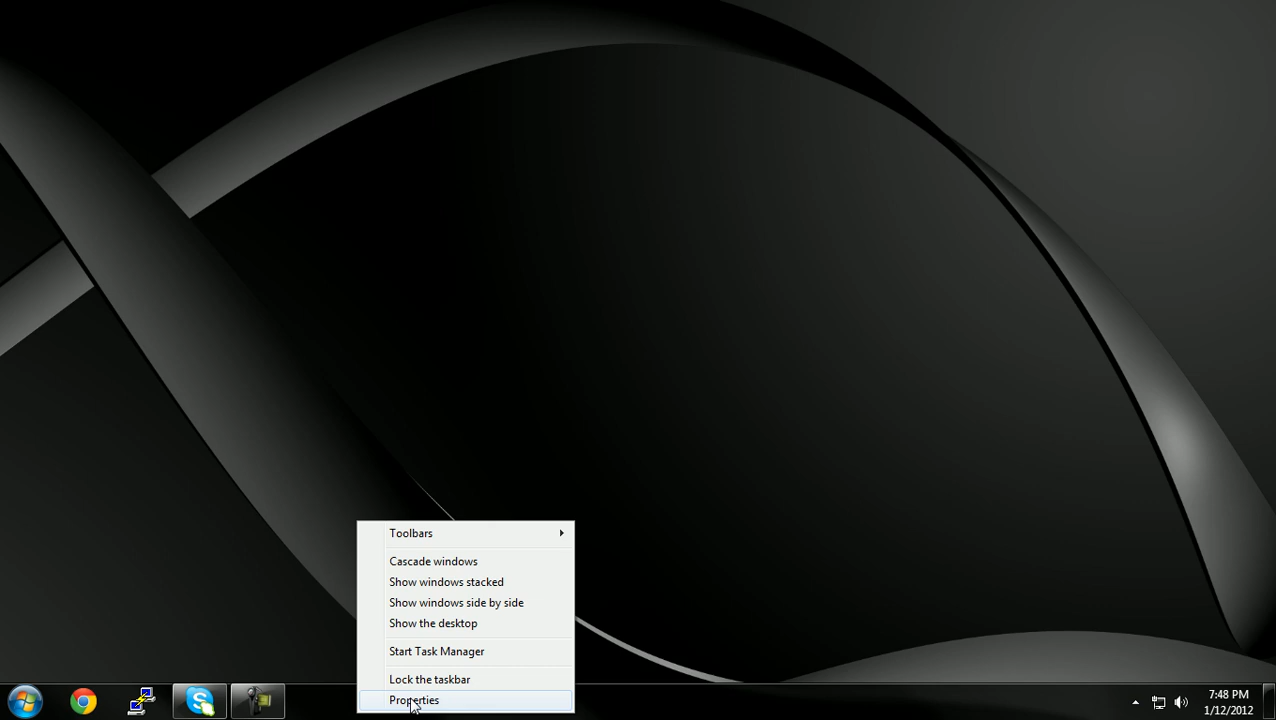 Toolbars
Cascade windows
Show windows stacked
Show windows side by side
Show the desktop
Start Task Manager
Lock the taskbar
Properties
7:48 PM
1/12/2012